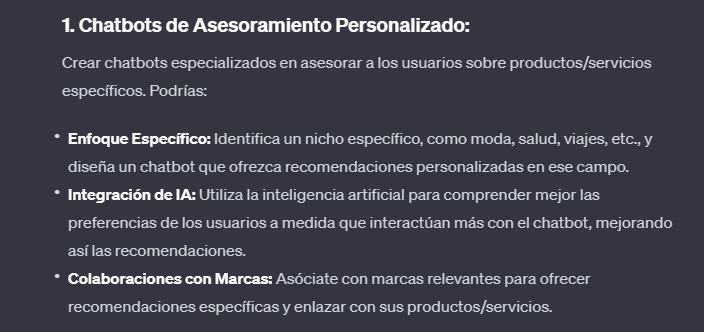 1. Chatbots de Asesoramiento Personalizado:
Crear chatbots especializados en asesorar a los usuarios sobre productos/servicios
específicos. Podrías:
• Enfoque Específico: Identifica un nicho específico, como moda, salud, viajes, etc., y
diseña un chatbot que ofrezca recomendaciones personalizadas en ese campo.
• Integración de IA: Utiliza la inteligencia artificial para comprender mejor las
preferencias de los usuarios a medida que interactúan más con el chatbot, mejorando
así las recomendaciones.
• Colaboraciones con Marcas: Asóciate con marcas relevantes para ofrecer
recomendaciones específicas y enlazar con sus productos/servicios.